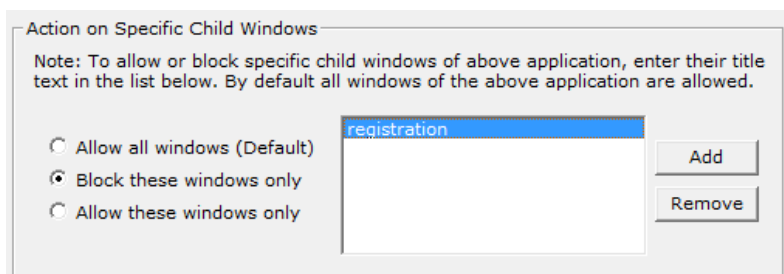 Action on Specific Child Windows
Note: To allow or block specific child windows of above application, enter their title
text in the list below. By default all windows of the above application are allowed.
registration
Allow all windows (Default)
Block these windows only
Allow these windows only
Add
Remove